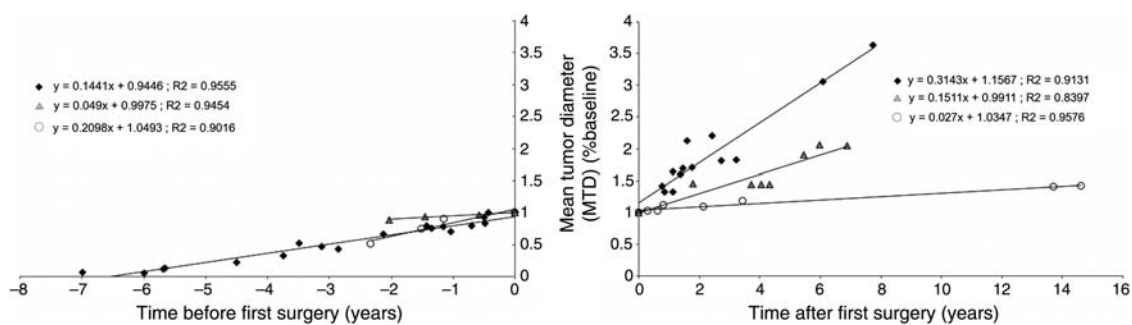 4
3.5
3
2.5
2
1.5
1
0.5
0
y = 0.1441x + 0.9446 ; R2 = 0.9555
y = 0.049x + 0.9975 ; R2 = 0.9454
y = 0.2098x + 1.0493 ; R2 = 0.9016
−8 −7 −6 −5 −4 −3 −2 −1 0
Time before first surgery (years)
Mean tumor diameter
(MTD) (%baseline)
4
3.5
3
2.5
2
1.5
1
0.5
0
y = 0.3143x + 1.1567 ; R2 = 0.9131
y = 0.1511x + 0.9911 ; R2 = 0.8397
y = 0.027x + 1.0347 ; R2 = 0.9576
0 2 4 6 8 10 12 14 16
Time after first surgery (years)